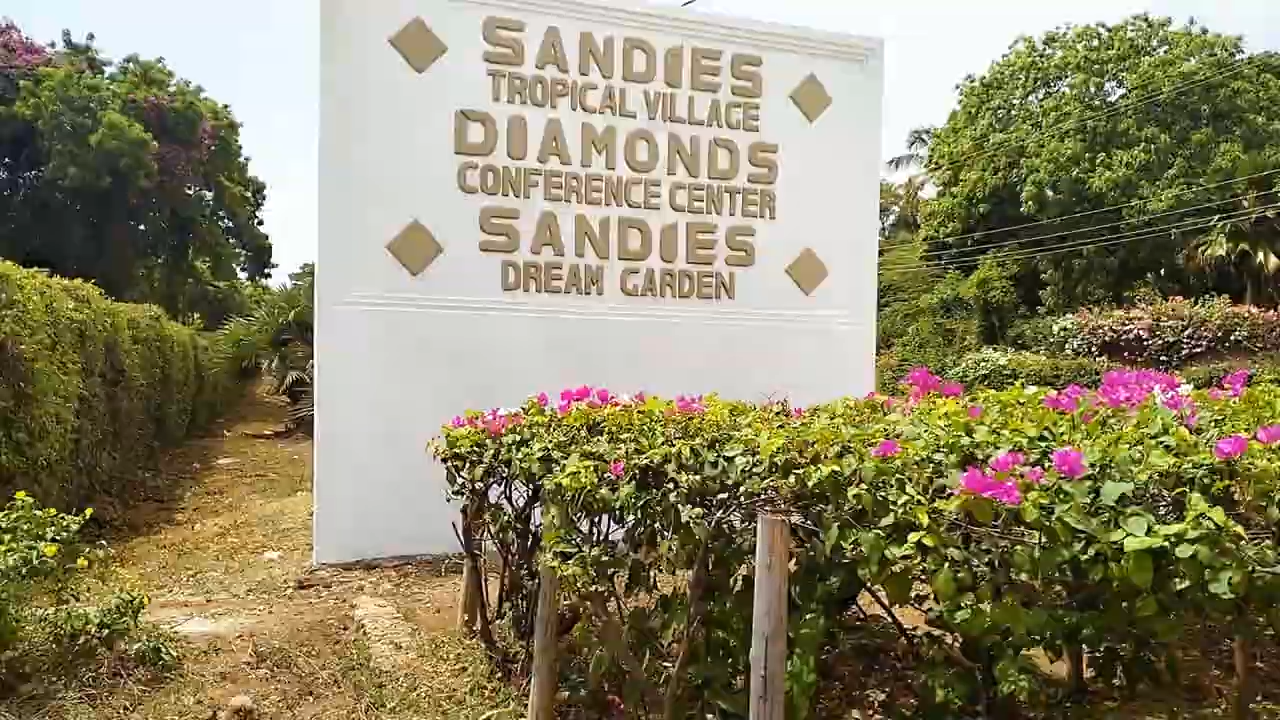 SANDIES
TROPICAL VILLAGE
DIAMONDS
CONFERENCE CENTER
SANDIES
DREAM GARDEN